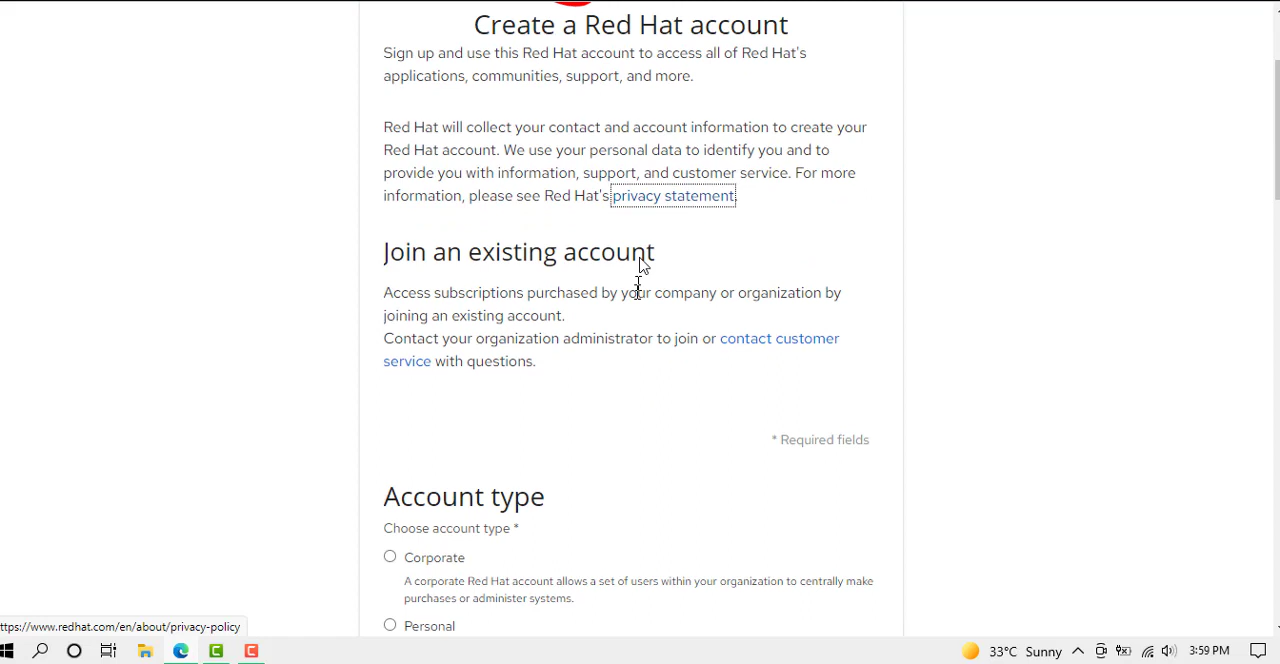 Create a Red Hat account
Sign up and use this Red Hat account to access all of Red Hat's
applications, communities, support, and more.
Red Hat will collect your contact and account information to create your
Red Hat account. We use your personal data to identify you and to
provide you with information, support, and customer service. For more
information, please see Red Hat's privacy statement.
Join an existing account
Access subscriptions purchased by your company or organization by
joining an existing account.
Contact your organization administrator to join or contact customer
service with questions.
* Required fields
Account type
Choose account type *
Corporate
A corporate Red Hat account allows a set of users within your organization to centrally make
purchases or administer systems.
Personal
ttps://www.redhat.com/en/about/privacy-policy
33°C Sunny 3:59 PM